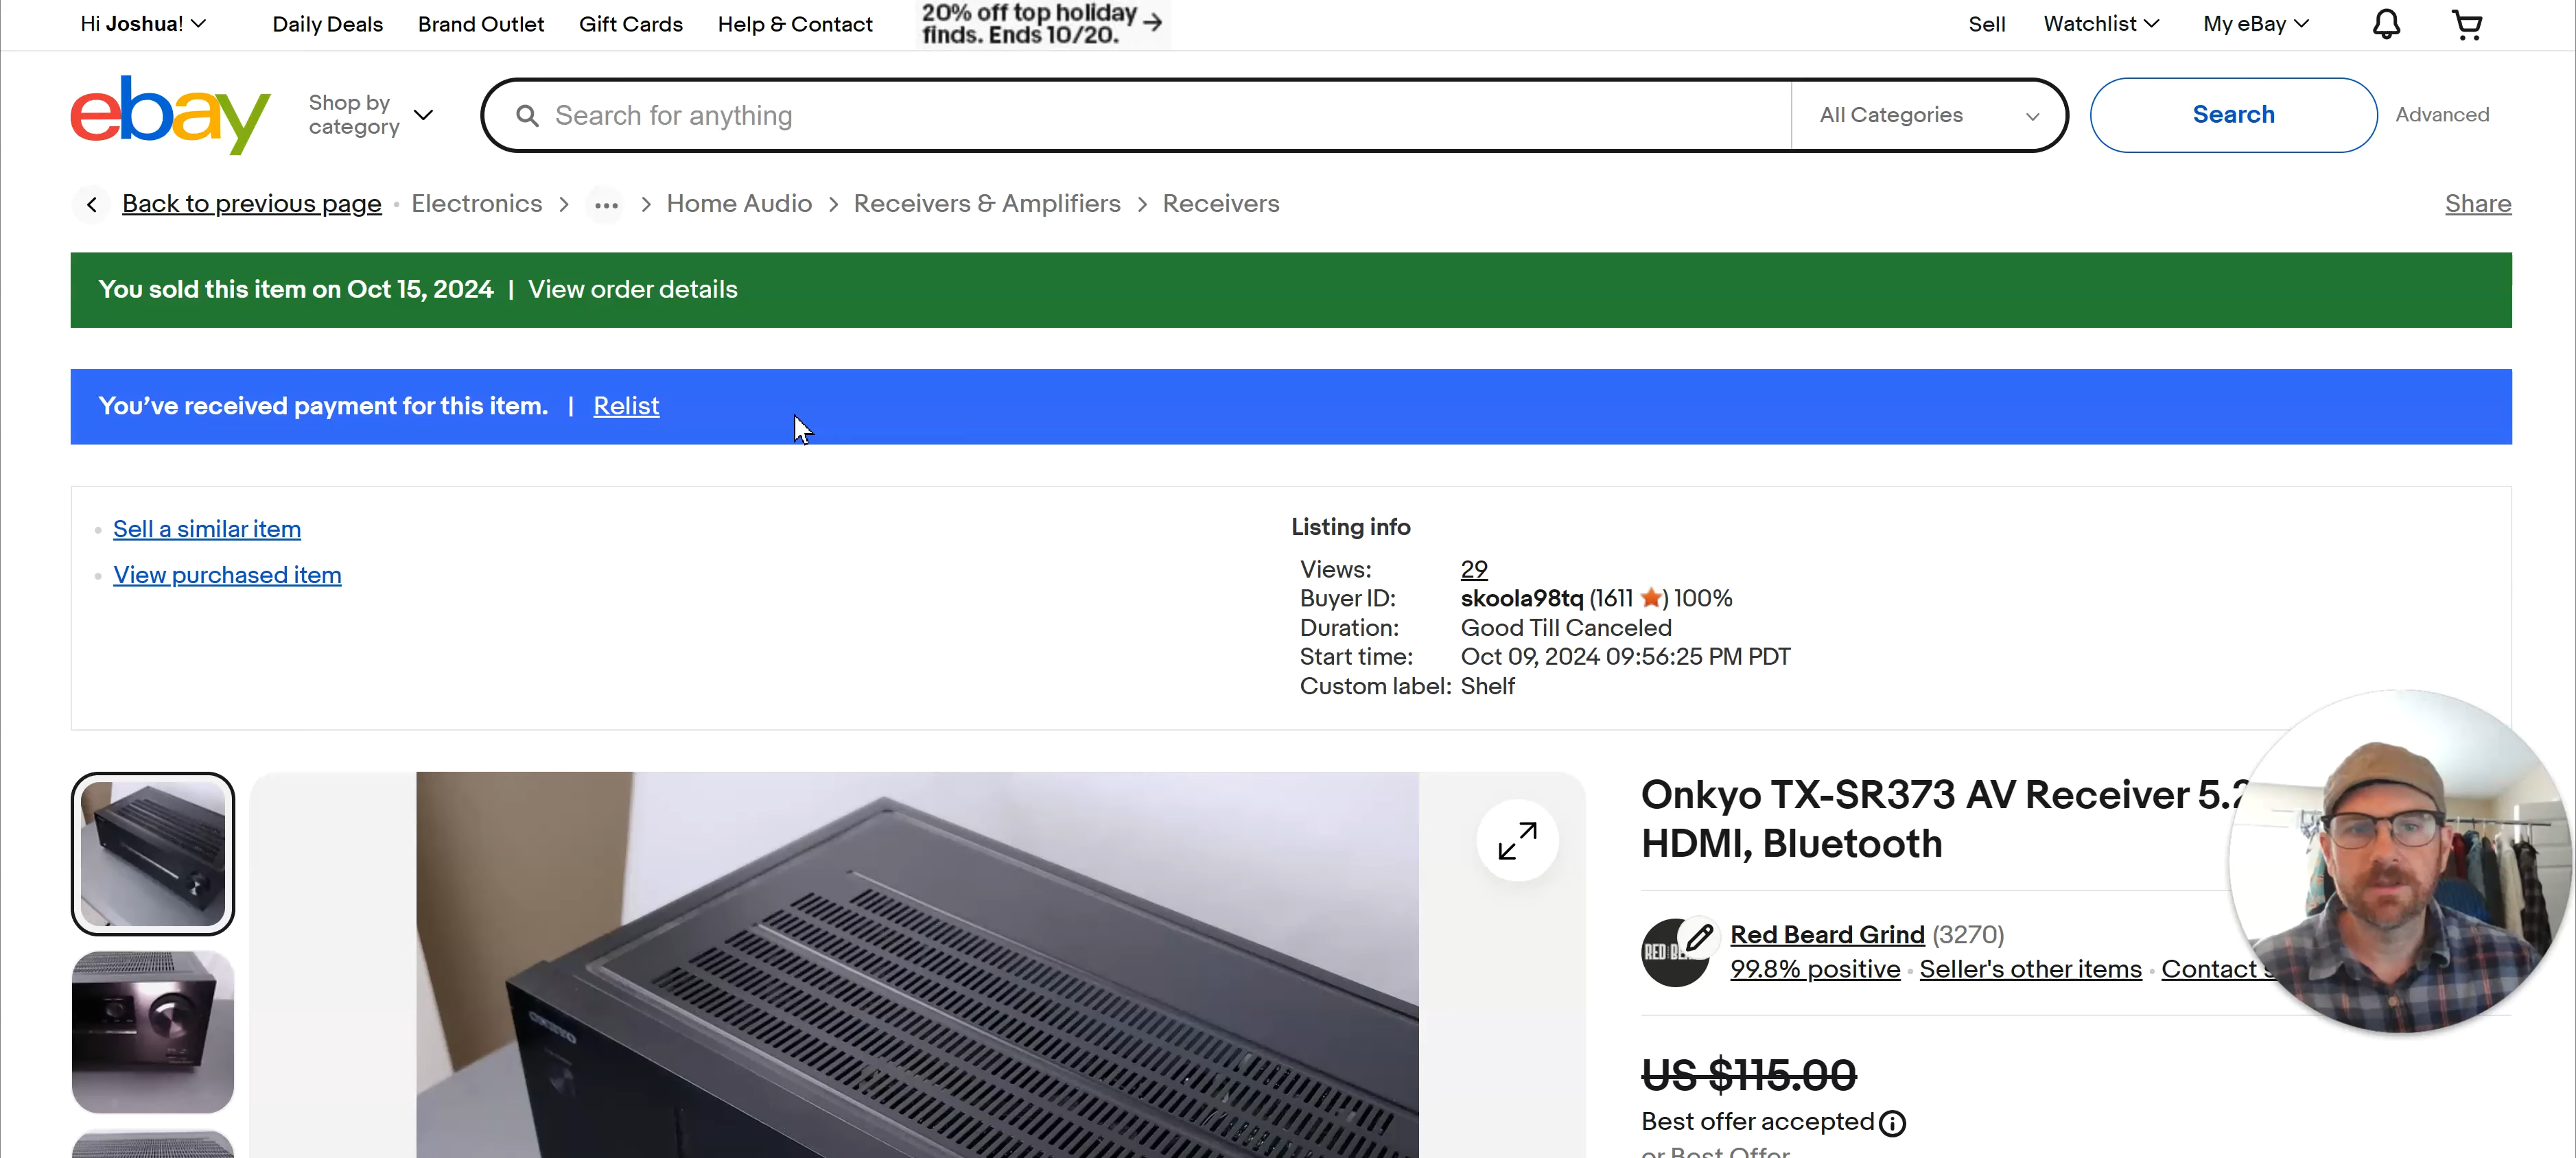 Hi Joshua! Daily Deals Brand Outlet Gift Cards Help & Contact 20% off top holiday finds. Ends 10/20. Sell Watchlist My eBay
ebay Shop by category Search for anything All Categories Search Advanced
Back to previous page • Electronics > ••• > Home Audio > Receivers & Amplifiers > Receivers Share
You sold this item on Oct 15, 2024 | View order details
You've received payment for this item. | Relist
• Sell a similar item
• View purchased item
Listing info
Views: 29
Buyer ID: skoola98tq (1611 ) 100%
Duration: Good Till Canceled
Start time: Oct 09, 2024 09:56:25 PM PDT
Custom label: Shelf
Onkyo TX-SR373 AV Receiver
HDMI, Bluetooth
Red Beard Grind (3270)
99.8% positive • Seller's other items • Contact
US $115.00
Best offer accepted
or Best Offer